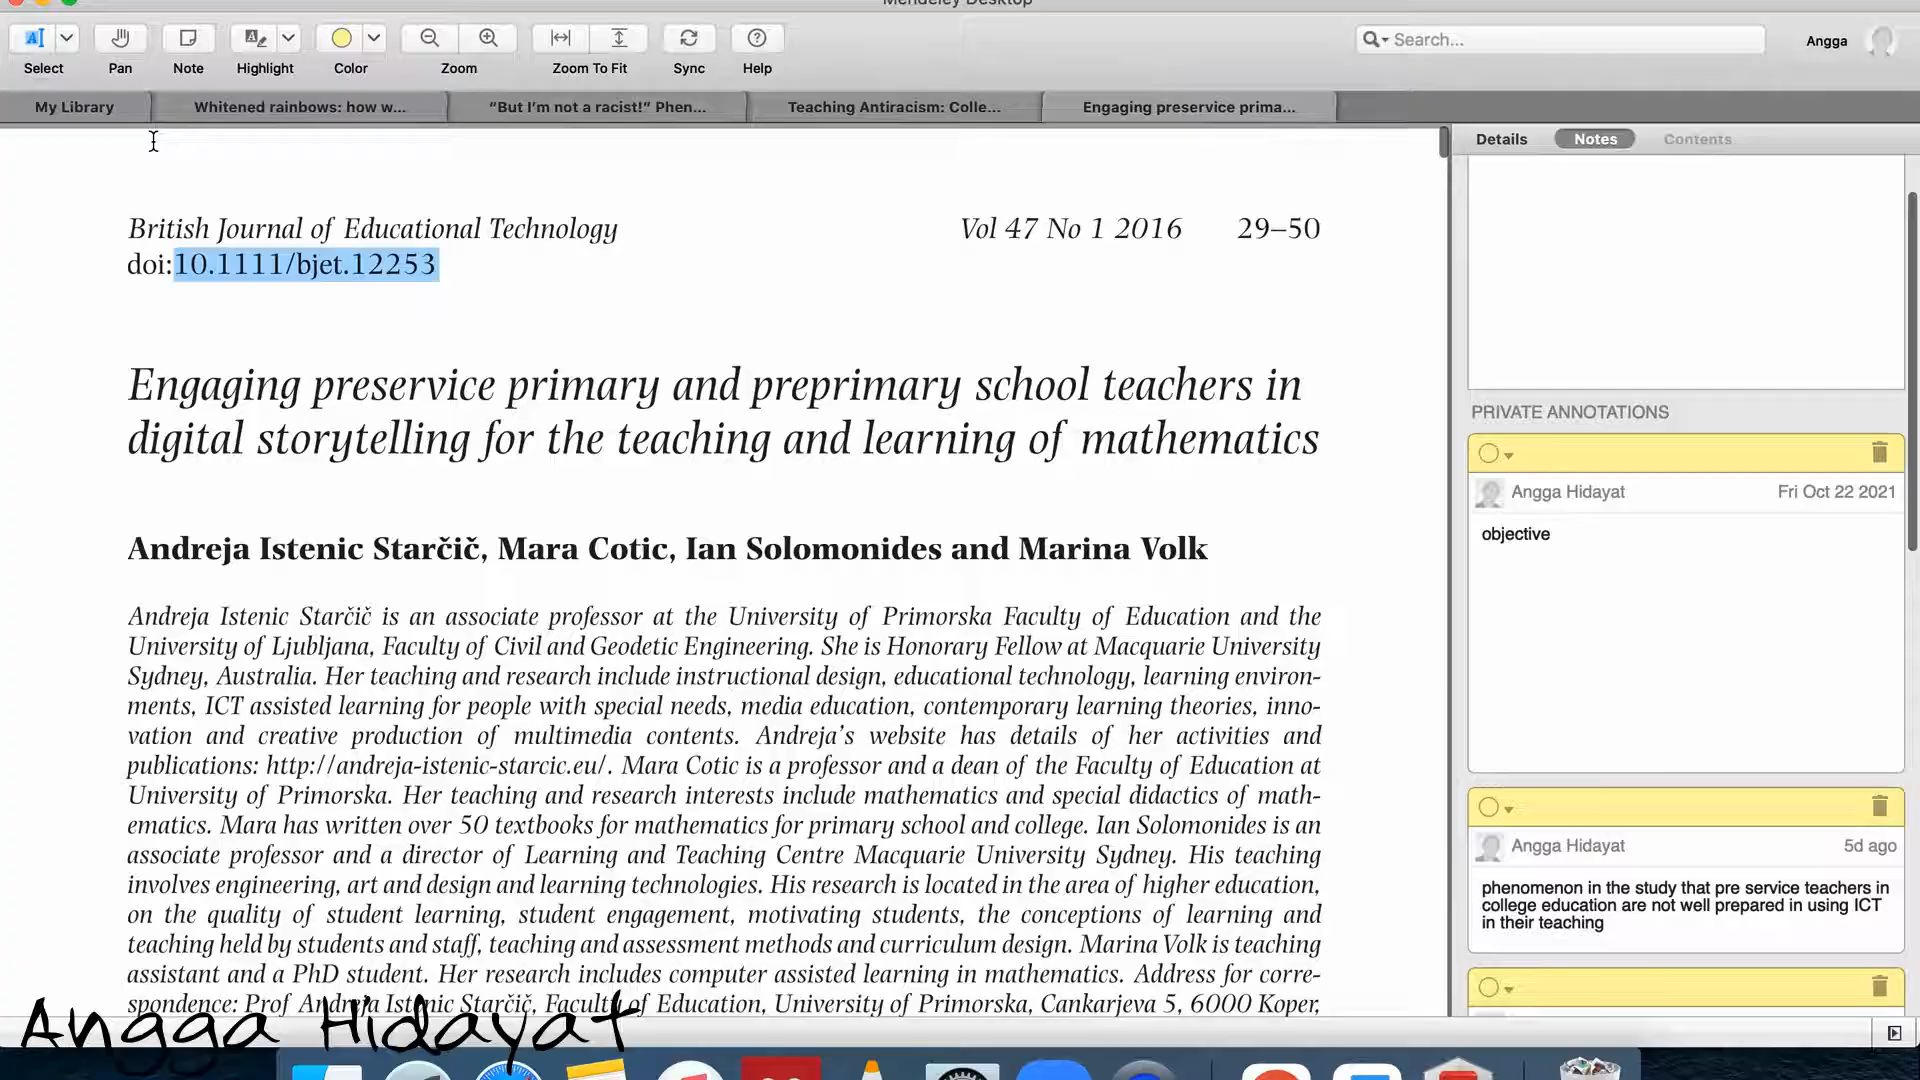 Mendeley Desktop
Select
Pan
Note
Highlight
Color
Zoom
Zoom To Fit
Sync
Help
Search...
Angga
My Library
Whitened rainbows: how w...
“But I’m not a racist!” Phen...
Teaching Antiracism: Colle...
Engaging preservice prima...
British Journal of Educational Technology
Vol 47 No 1 2016 29–50
doi:10.1111/bjet.12253
Engaging preservice primary and preprimary school teachers in
digital storytelling for the teaching and learning of mathematics
Andreja Istenic Starčič, Mara Cotic, Ian Solomonides and Marina Volk
Andreja Istenic Starčič is an associate professor at the University of Primorska Faculty of Education and the
University of Ljubljana, Faculty of Civil and Geodetic Engineering. She is Honorary Fellow at Macquarie University
Sydney, Australia. Her teaching and research include instructional design, educational technology, learning environ-
ments, ICT assisted learning for people with special needs, media education, contemporary learning theories, inno-
vation and creative production of multimedia contents. Andreja’s website has details of her activities and
publications: http://andreja-istenic-starcic.eu/. Mara Cotic is a professor and a dean of the Faculty of Education at
University of Primorska. Her teaching and research interests include mathematics and special didactics of math-
ematics. Mara has written over 50 textbooks for mathematics for primary school and college. Ian Solomonides is an
associate professor and a director of Learning and Teaching Centre Macquarie University Sydney. His teaching
involves engineering, art and design and learning technologies. His research is located in the area of higher education,
on the quality of student learning, student engagement, motivating students, the conceptions of learning and
teaching held by students and staff, teaching and assessment methods and curriculum design. Marina Volk is teaching
assistant and a PhD student. Her research includes computer assisted learning in mathematics. Address for corre-
spondence: Prof Andreja Istenic Starčič, Faculty of Education, University of Primorska, Cankarjeva 5, 6000 Koper,
Angga Hidayat
Details
Notes
Contents
PRIVATE ANNOTATIONS
Angga Hidayat
Fri Oct 22 2021
objective
Angga Hidayat
5d ago
phenomenon in the study that pre service teachers in
college education are not well prepared in using ICT
in their teaching